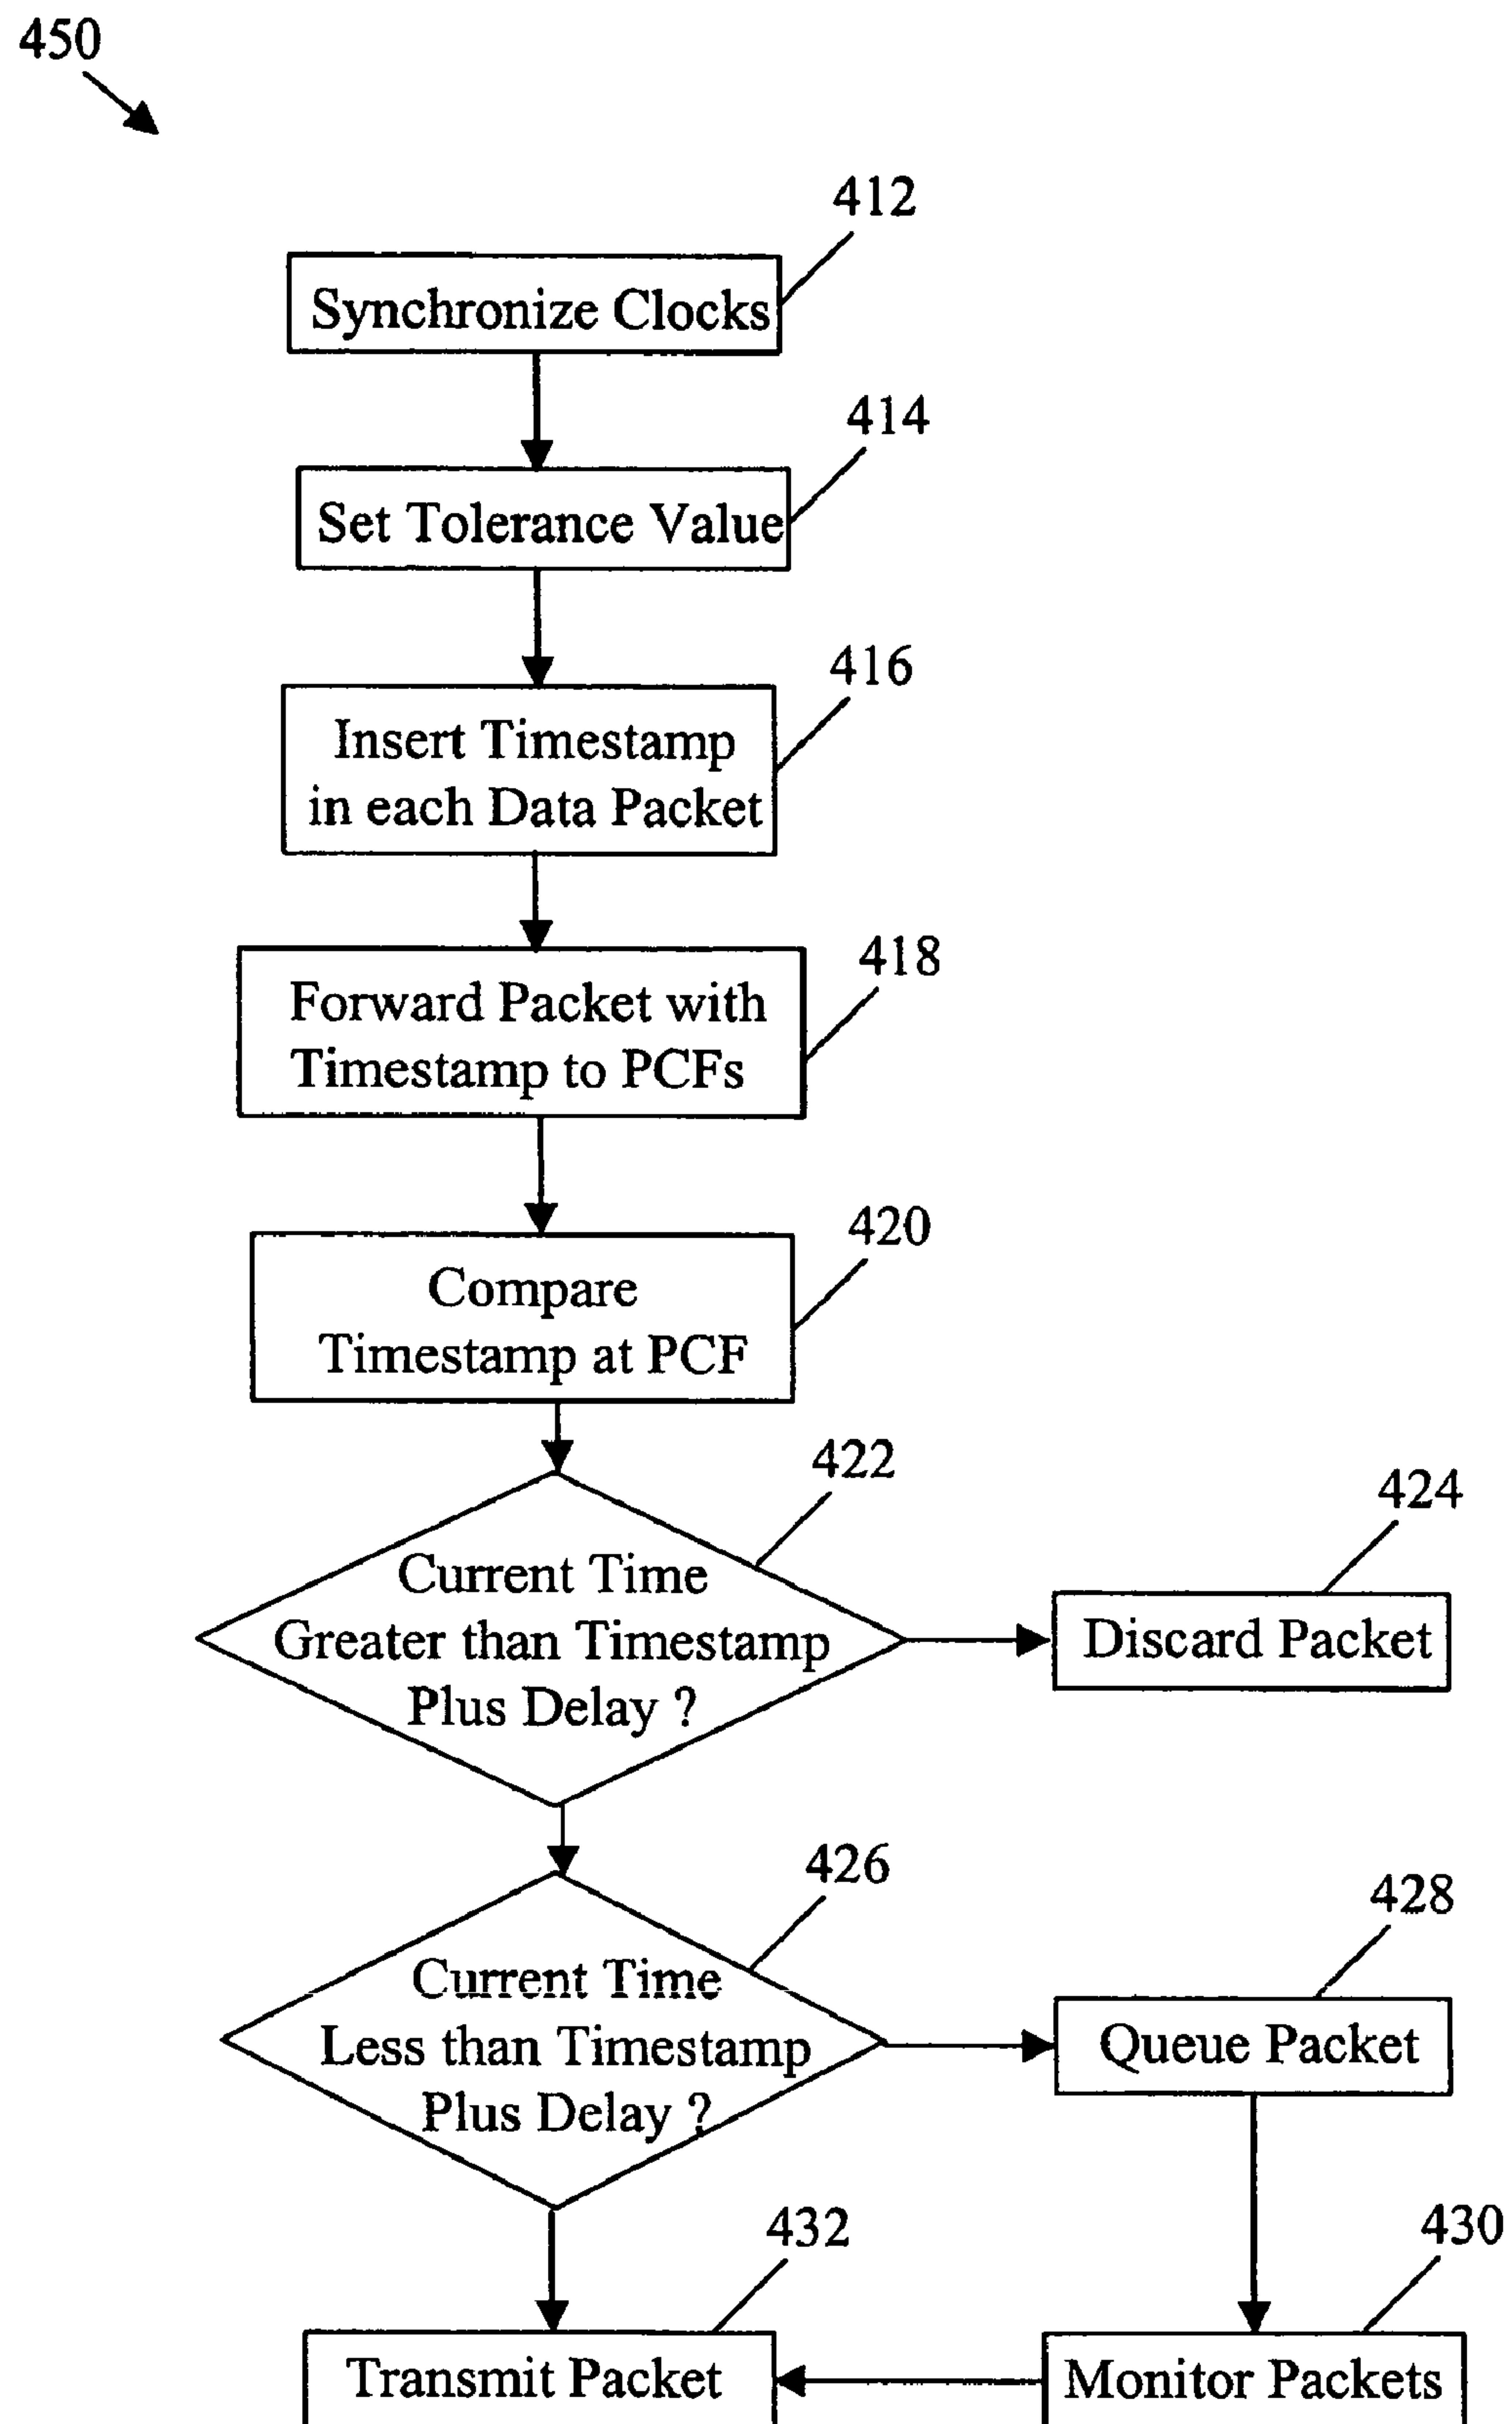 450
412
Synchronize Clocks
414
Set Tolerance Value
416
Insert Timestamp
in each Data Packet
418
Forward Packet with
Timestamp to PCFs
420
Compare
Timestamp at PCF
422
Current Time
Greater than Timestamp
Plus Delay ?
424
Discard Packet
426
Current Time
Less than Timestamp
Plus Delay ?
428
Queue Packet
432
Transmit Packet
430
Monitor Packets